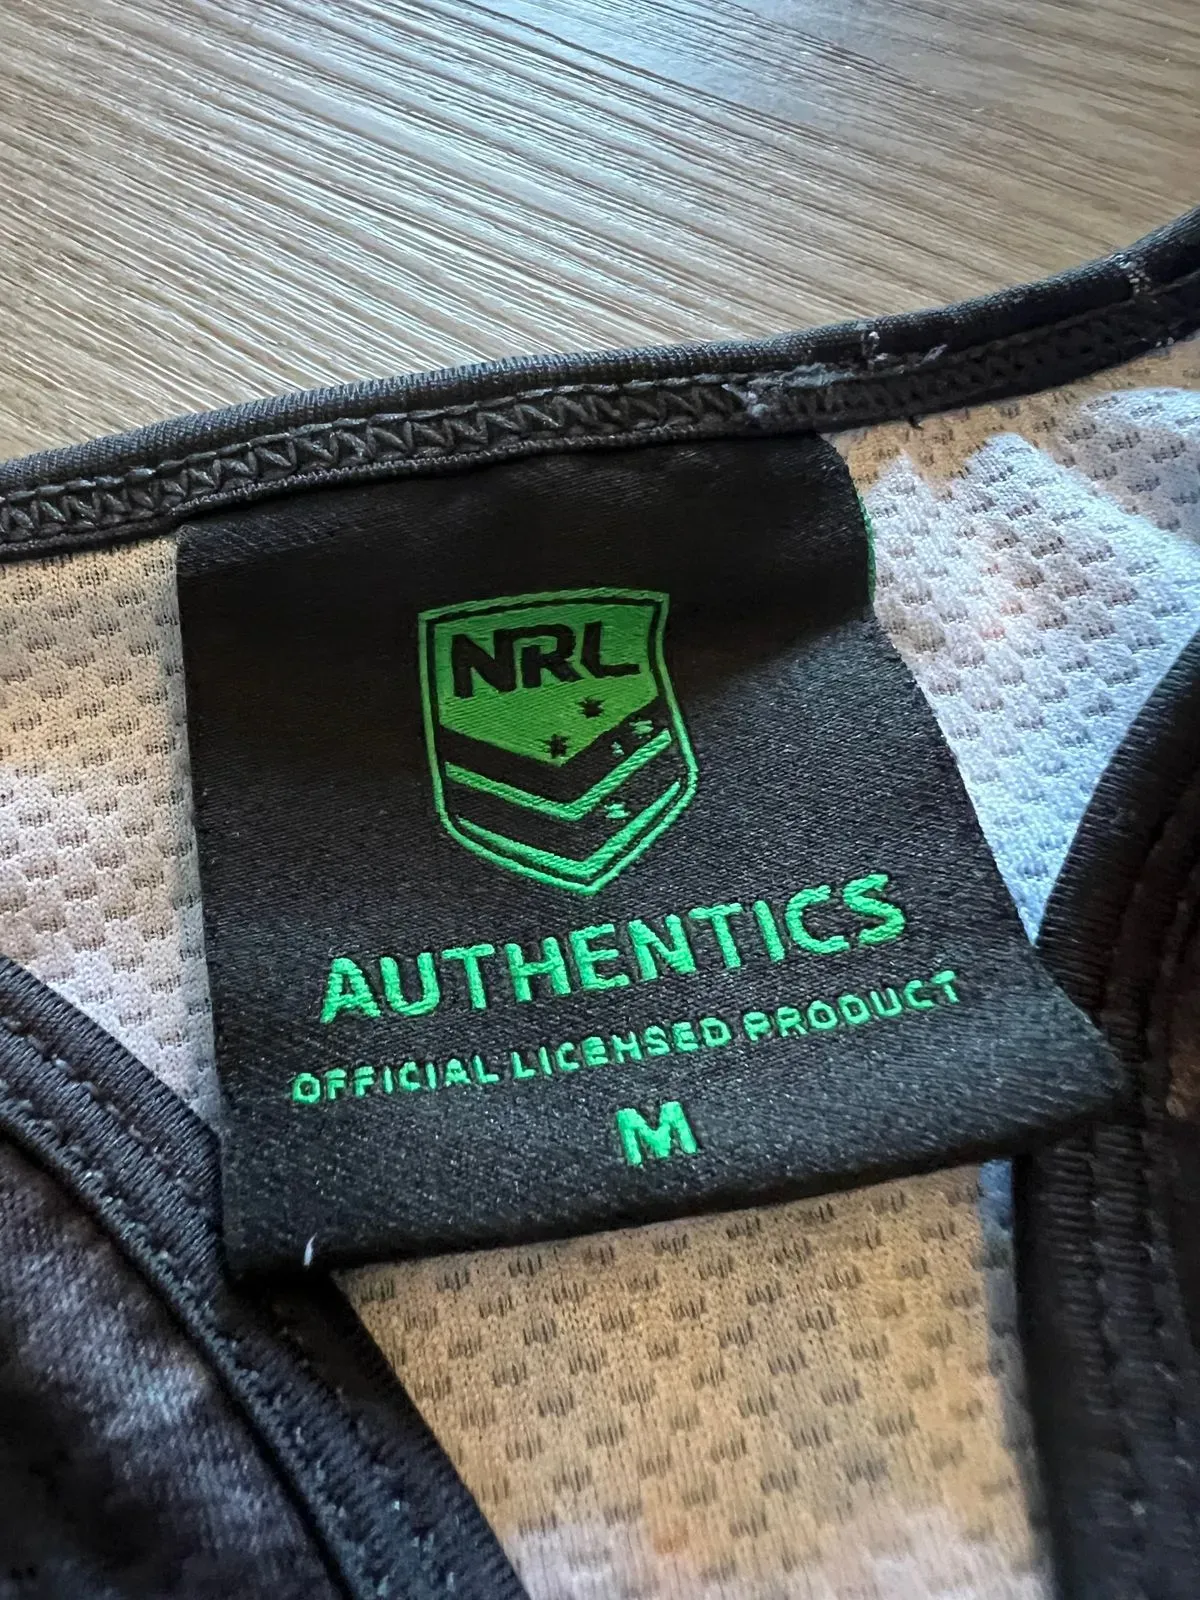 NRL
AUTHENTICS
OFFICIAL LICENSED PRODUCT
M